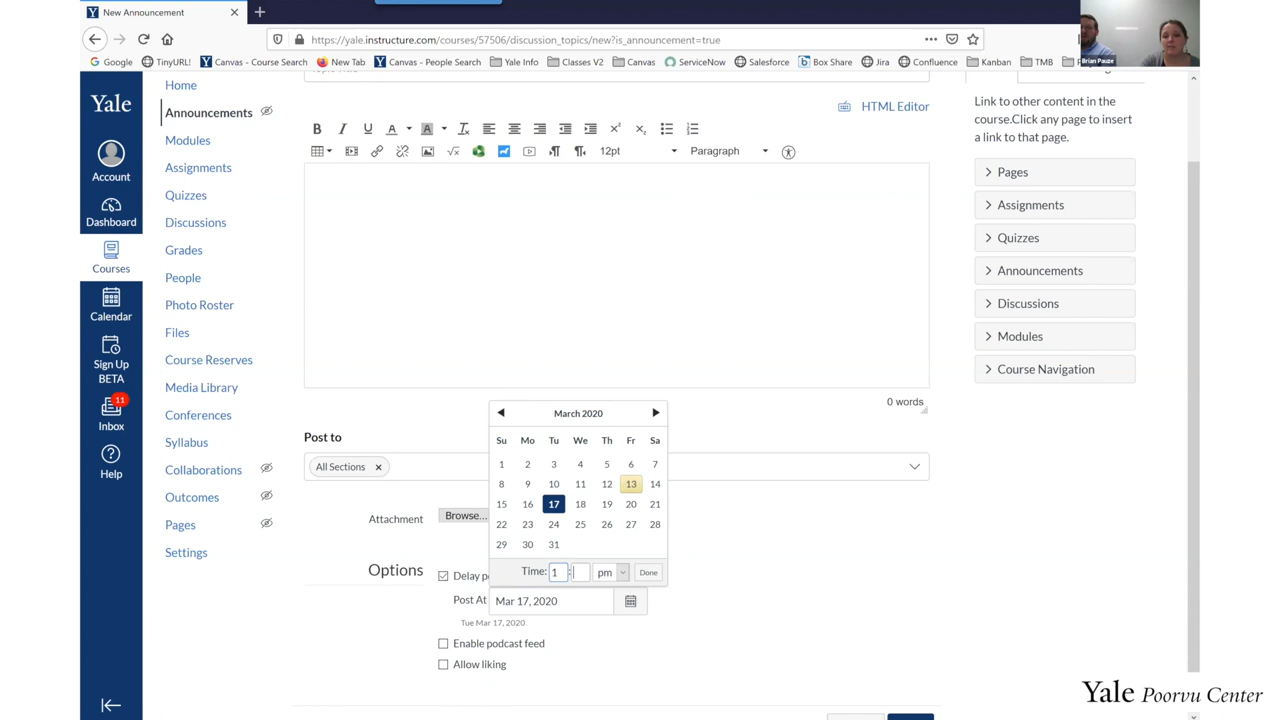 New Announcement
https://yale.instructure.com/courses/57506/discussion_topics/new?is_announcement=true
Google
TinyURL!
Canvas - Course Search
New Tab
Canvas - People Search
Yale Info
Classes V2
Canvas
ServiceNow
Salesforce
Box Share
Jira
Confluence
Kanban
TMB
Brian Pauze
Yale
Account
Dashboard
Courses
Calendar
Sign Up
BETA
11
Inbox
Help
Home
Announcements
Modules
Assignments
Quizzes
Discussions
Grades
People
Photo Roster
Files
Course Reserves
Media Library
Conferences
Syllabus
Collaborations
Outcomes
Pages
Settings
HTML Editor
12pt
Paragraph
0 words
Post to
All Sections
Attachment
Browse...
Options
Delay p
Post At
Mar 17, 2020
Tue Mar 17, 2020
Enable podcast feed
Allow liking
March 2020
Su Mo Tu We Th Fr Sa
1 2 3 4 5 6 7
8 9 10 11 12 13 14
15 16 17 18 19 20 21
22 23 24 25 26 27 28
29 30 31
Time: 1 : pm Done
Link to other content in the
course.Click any page to insert
a link to that page.
Pages
Assignments
Quizzes
Announcements
Discussions
Modules
Course Navigation
Yale Poorvu Center